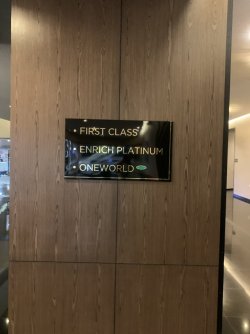 • FIRST CLASS
• ENRICH PLATINUM
• ONEWORLD